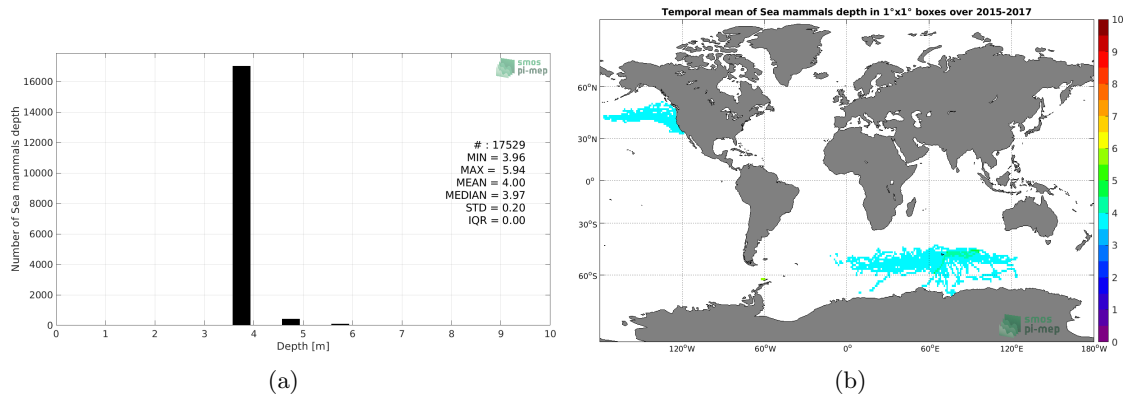 16000
14000
12000
10000
8000
6000
4000
2000
0
Number of Sea mammals depth
smos
pi-mep
# : 17529
MIN = 3.96
MAX = 5.94
MEAN = 4.00
MEDIAN = 3.97
STD = 0.20
IQR = 0.00
0 1 2 3 4 5 6 7 8 9 10
Depth [m]
(a)
Temporal mean of Sea mammals depth in 1°x1° boxes over 2015-2017
60°N
30°N
0°
30°S
60°S
120°W 60°W 0° 60°E 120°E 180°W
smos
pi-mep
10
9
8
7
6
5
4
3
2
1
0
(b)